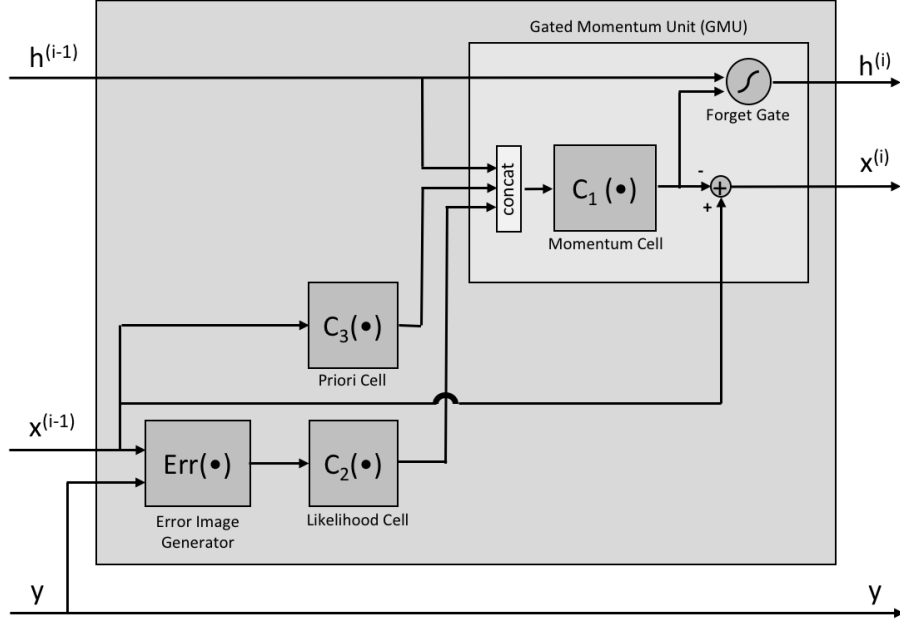 Gated Momentum Unit (GMU)
h(i-1)
h(i)
Forget Gate
x(i)
concat
C1 (•)
-
+
+
Momentum Cell
C3(•)
Priori Cell
x(i-1)
Err(•)
C2(•)
Error Image
Generator
Likelihood Cell
y
y